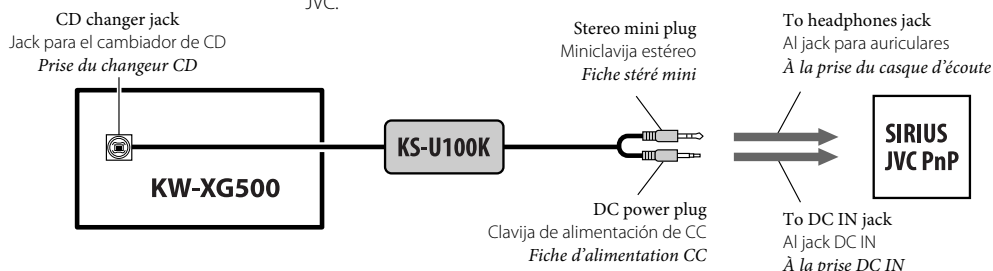 JVC.
CD changer jack
Jack para el cambiador de CD
Prise du changeur CD
Stereo mini plug
Miniclavija estéreo
Fiche stéré mini
To headphones jack
Al jack para auriculares
À la prise du casque d'écoute
KW-XG500
KS-U100K
SIRIUS
JVC PnP
DC power plug
Clavija de alimentación de CC
Fiche d'alimentation CC
To DC IN jack
Al jack DC IN
À la prise DC IN